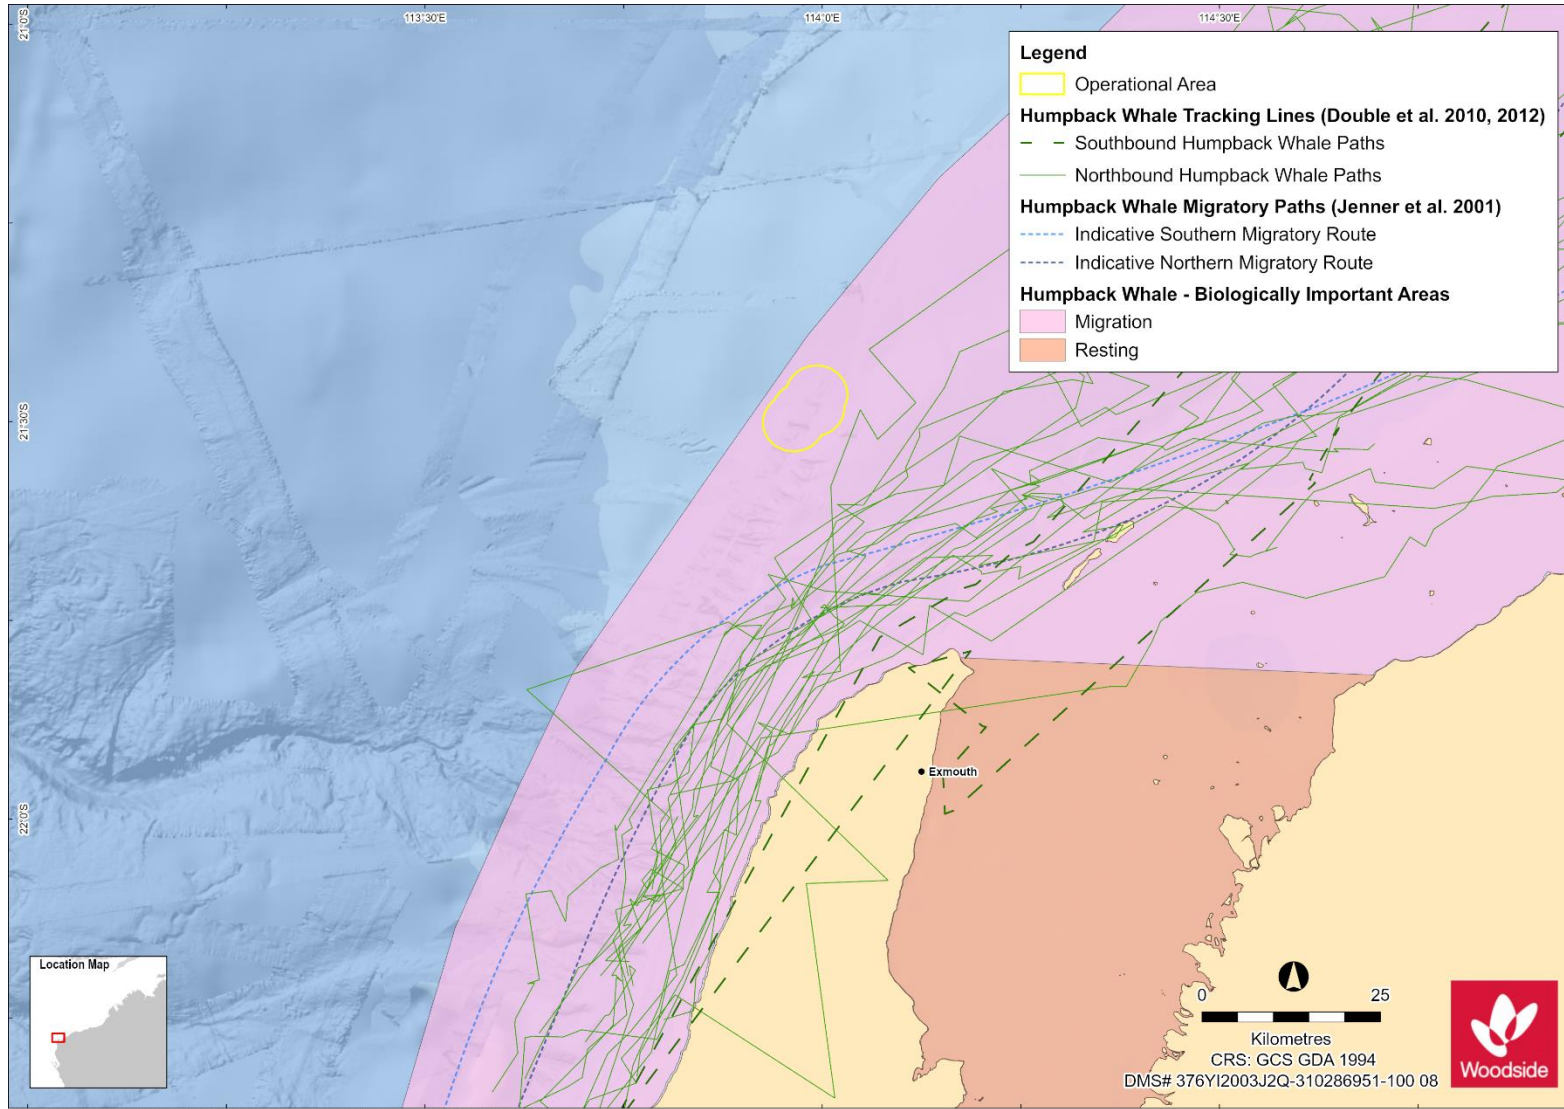 113°30'E
114°0'E
114°30'E
21°0'S
21°30'S
22°0'S
Legend
Operational Area
Humpback Whale Tracking Lines (Double et al. 2010, 2012)
Southbound Humpback Whale Paths
Northbound Humpback Whale Paths
Humpback Whale Migratory Paths (Jenner et al. 2001)
Indicative Southern Migratory Route
Indicative Northern Migratory Route
Humpback Whale - Biologically Important Areas
Migration
Resting
Exmouth
Location Map
0 25
Kilometres
CRS: GCS GDA 1994
DMS# 376YI2003J2Q-310286951-100 08
Woodside